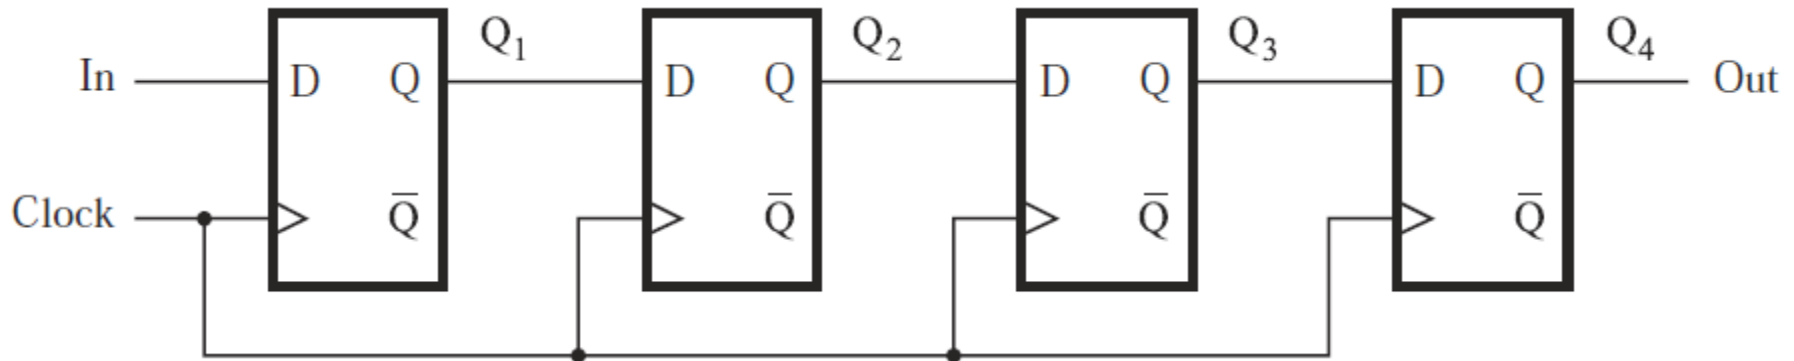 Q₁ Q₂ Q₃ Q₄
In D Q D Q D Q D Q Out
Clock Q̅ Q̅ Q̅ Q̅